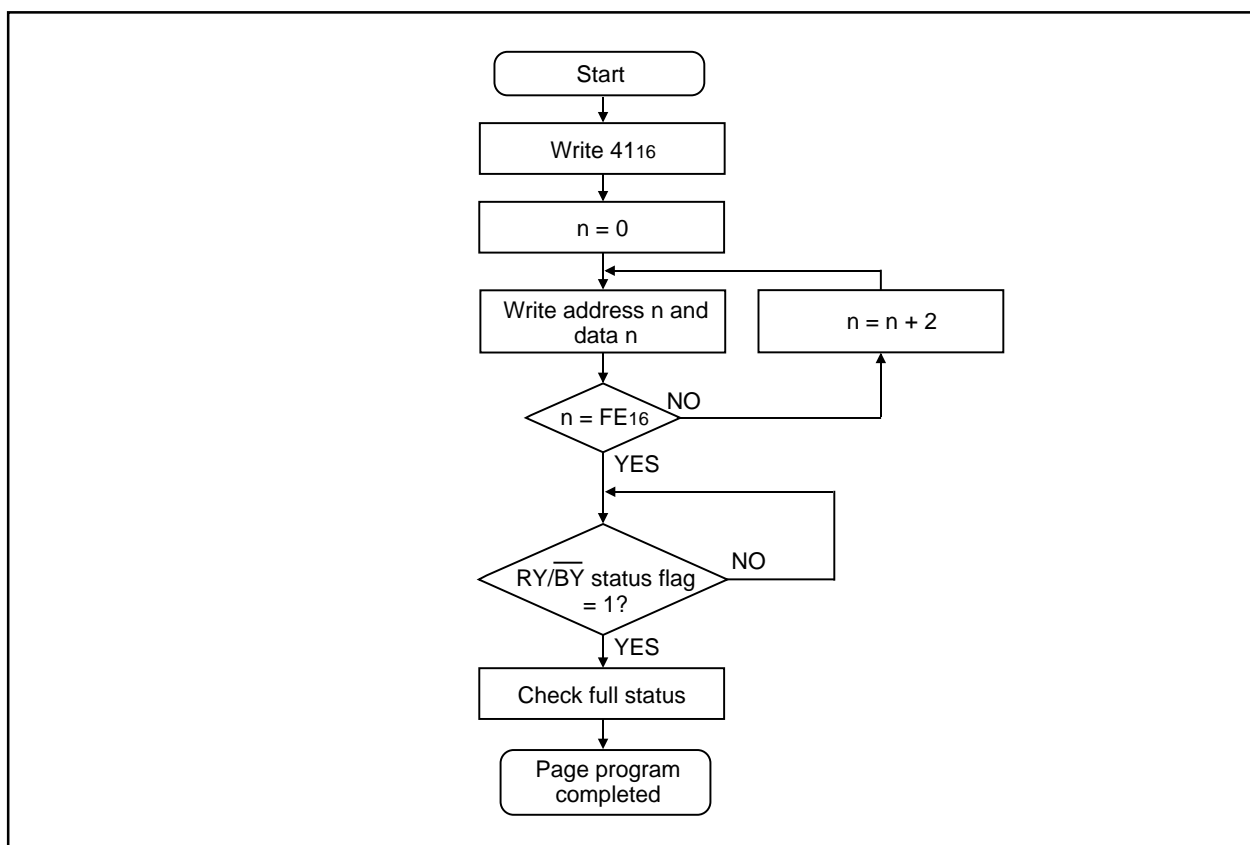 Start
Write 4116
n = 0
Write address n and
data n
n = n + 2
n = FE16
NO
YES
RY/B̅Y̅ status flag
= 1?
NO
YES
Check full status
Page program
completed